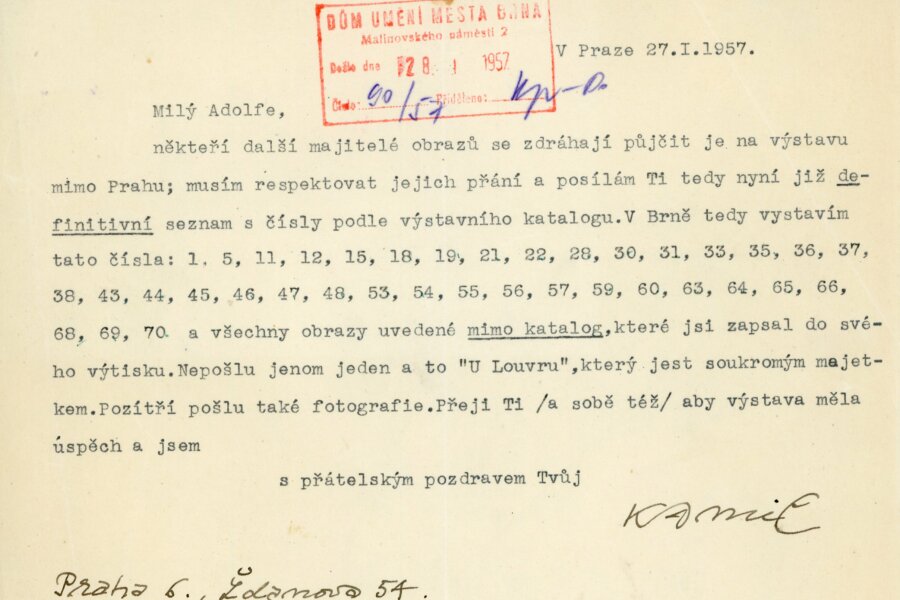 DŮM UMĚNÍ MĚSTA BRNA
Malinovského náměstí 2
V Praze 27.I.1957.
Došlo dne 28. I 1957
Číslo: 90/57 Přiděleno:
Milý Adolfe,
někteří další majitelé obrazů se zdráhají půjčit je na výstavu
mimo Prahu; musím respektovat jejich přání a posílám Ti tedy nyní již de-
finitivní seznam s čísly podle výstavního katalogu.V Brně tedy vystavím
tato čísla: 1, 5, 11, 12, 15, 18, 19, 21, 22, 28, 30, 31, 33, 35, 36, 37,
38, 43, 44, 45, 46, 47, 48, 53, 54, 55, 56, 57, 59, 60, 63, 64, 65, 66,
68, 69, 70. a všechny obrazy uvedené mimo katalog,které jsi zapsal do své-
ho výtisku.Nepošlu jenom jeden a to "U Louvru",který jest soukromým majet-
kem.Pozítří pošlu také fotografie.Přeji Ti /a sobě též/ aby výstava měla
úspěch a jsem
s přátelským pozdravem Tvůj
KAMIL
Praha 6., Ždanova 54.